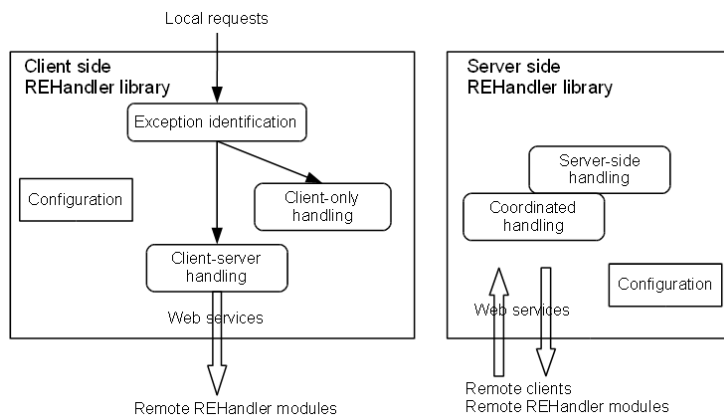 Local requests
Client side
REHandler library
Exception identification
Configuration
Client-only
handling
Client-server
handling
Web services
Remote REHandler modules
Server side
REHandler library
Server-side
handling
Coordinated
handling
Configuration
Web services
Remote clients
Remote REHandler modules